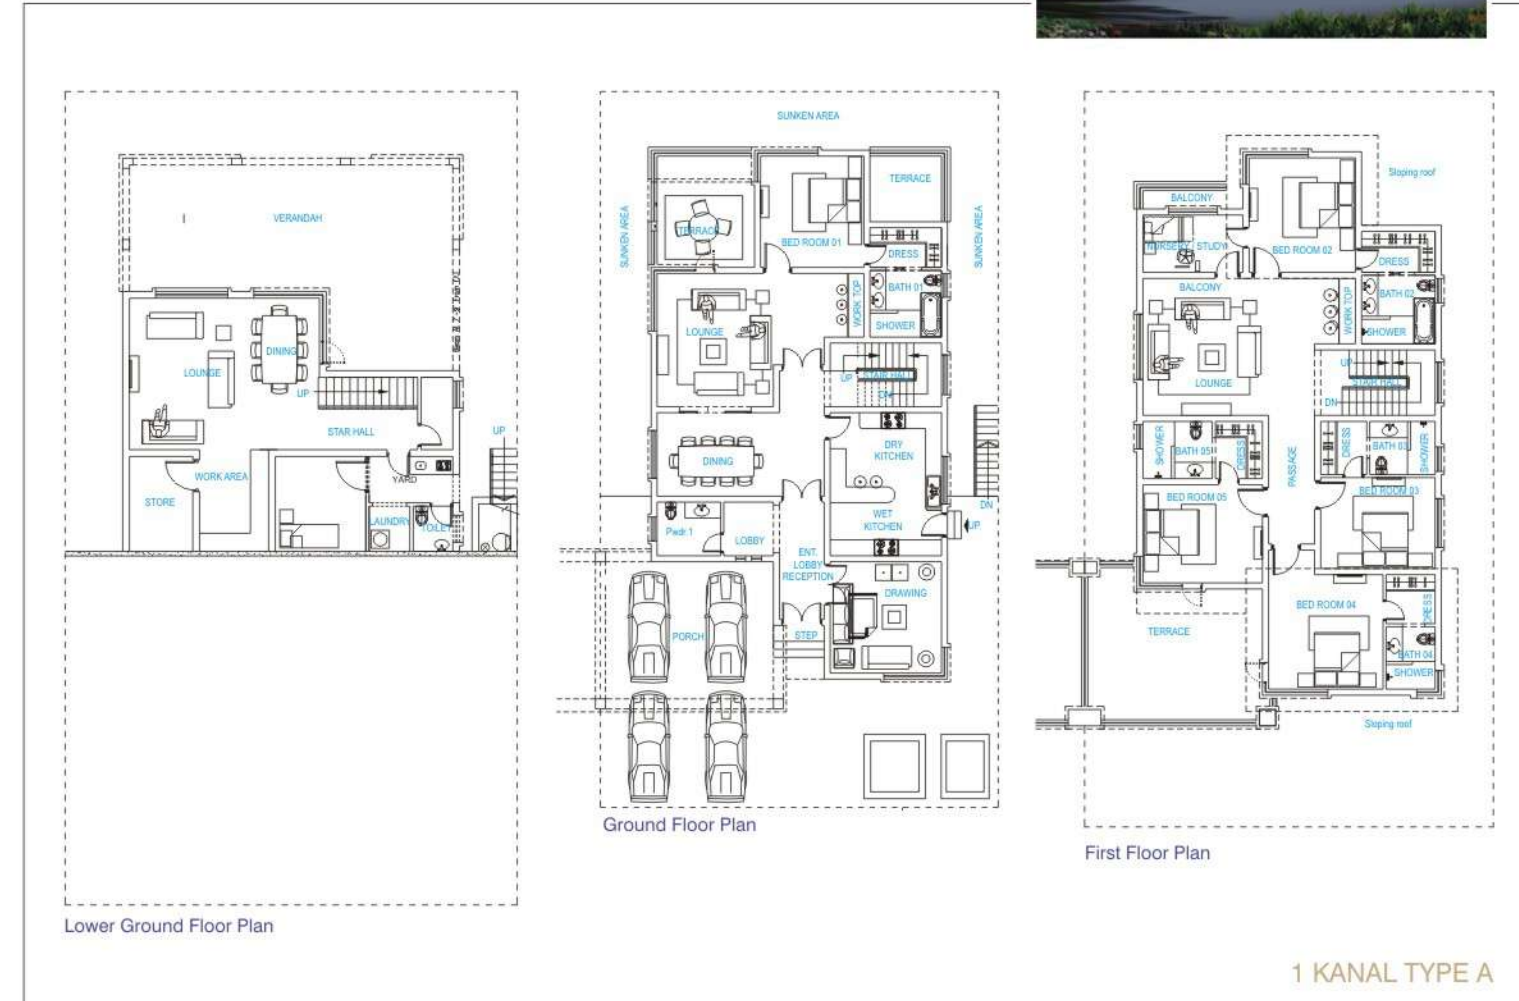 VERANDAH
LOUNGE
DINING
UP
STAR HALL
UP
WORK AREA
STORE
YARD
LAUNDRY
TOILET
Lower Ground Floor Plan
SUNKEN AREA
SUNKEN AREA
SUNKEN AREA
TERRACE
TERRACE
BED ROOM 01
DRESS
BATH 01
SHOWER
WORK TOP
LOUNGE
UP
STAIR HALL
DN
DINING
DRY
KITCHEN
WET
KITCHEN
DN
UP
Pwdr.1
LOBBY
ENT.
LOBBY
RECEPTION
DRAWING
PORCH
STEP
Ground Floor Plan
Sloping roof
BALCONY
NURSERY / STUDY
BED ROOM 02
DRESS
BALCONY
BATH 02
WORK TOP
SHOWER
LOUNGE
UP
STAIR HALL
DN
SHOWER
BATH 05
DRESS
PASSAGE
DRESS
BATH 03
SHOWER
BED ROOM 05
BED ROOM 03
BED ROOM 04
DRESS
TERRACE
BATH 04
SHOWER
Sloping roof
First Floor Plan
1 KANAL TYPE A